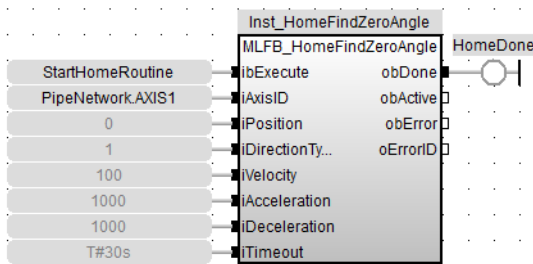 Inst_HomeFindZeroAngle
MLFB_HomeFindZeroAngle HomeDone
StartHomeRoutine ibExecute obDone
PipeNetwork.AXIS1 iAxisID obActive
0 iPosition obError
1 iDirectionTy... oErrorID
100 iVelocity
1000 iAcceleration
1000 iDeceleration
T#30s iTimeout